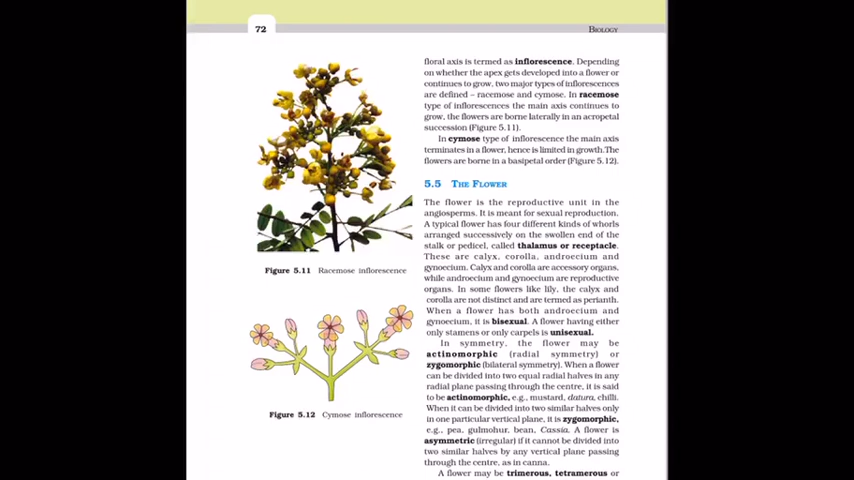 72
BIOLOGY
Figure 5.11 Racemose inflorescence
Figure 5.12 Cymose inflorescence
floral axis is termed as inflorescence. Depending
on whether the apex gets developed into a flower or
continues to grow, two major types of inflorescences
are defined – racemose and cymose. In racemose
type of inflorescences the main axis continues to
grow, the flowers are borne laterally in an acropetal
succession (Figure 5.11).
In cymose type of inflorescence the main axis
terminates in a flower, hence is limited in growth.The
flowers are borne in a basipetal order (Figure 5.12).
5.5 THE FLOWER
The flower is the reproductive unit in the
angiosperms. It is meant for sexual reproduction.
A typical flower has four different kinds of whorls
arranged successively on the swollen end of the
stalk or pedicel, called thalamus or receptacle.
These are calyx, corolla, androecium and
gynoecium. Calyx and corolla are accessory organs,
while androecium and gynoecium are reproductive
organs. In some flowers like lily, the calyx and
corolla are not distinct and are termed as perianth.
When a flower has both androecium and
gynoecium, it is bisexual. A flower having either
only stamens or only carpels is unisexual.
In symmetry, the flower may be
actinomorphic (radial symmetry) or
zygomorphic (bilateral symmetry). When a flower
can be divided into two equal radial halves in any
radial plane passing through the centre, it is said
to be actinomorphic, e.g., mustard, datura, chilli.
When it can be divided into two similar halves only
in one particular vertical plane, it is zygomorphic,
e.g., pea, gulmohur, bean, Cassia. A flower is
asymmetric (irregular) if it cannot be divided into
two similar halves by any vertical plane passing
through the centre, as in canna.
A flower may be trimerous, tetramerous or